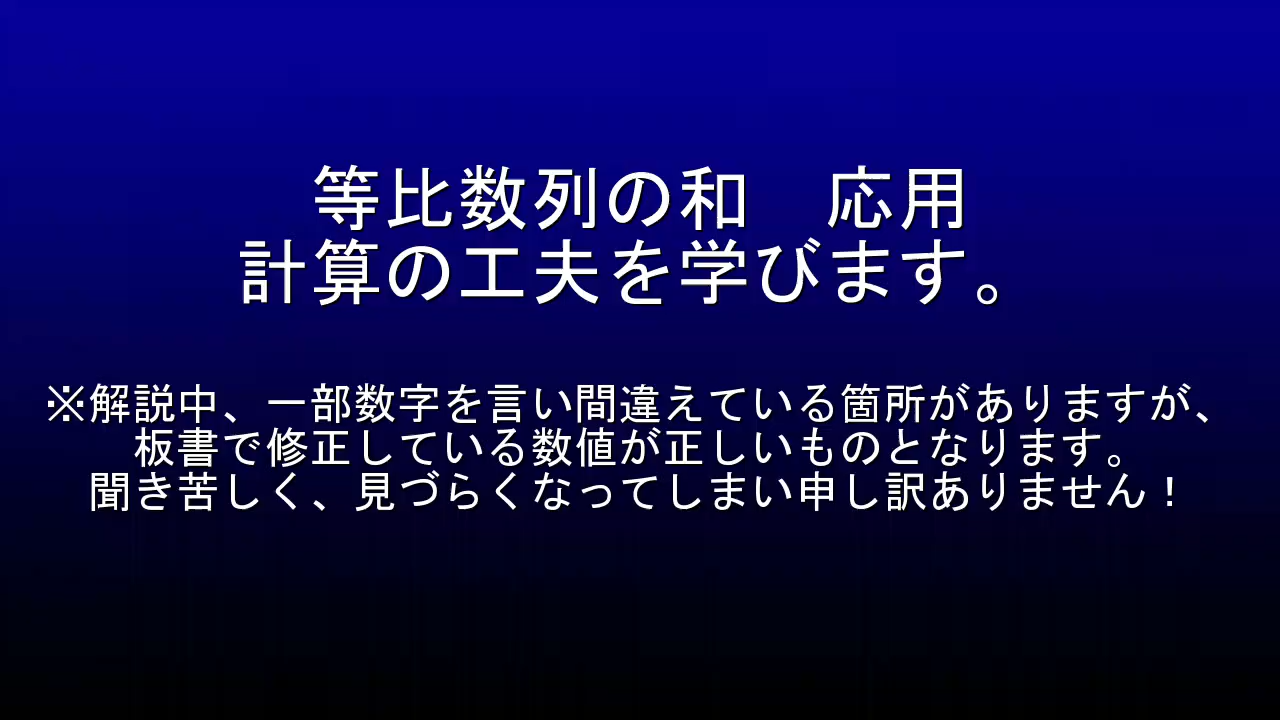 等比数列の和　応用
計算の工夫を学びます。
※解説中、一部数字を言い間違えている箇所がありますが、
板書で修正している数値が正しいものとなります。
聞き苦しく、見づらくなってしまい申し訳ありません！